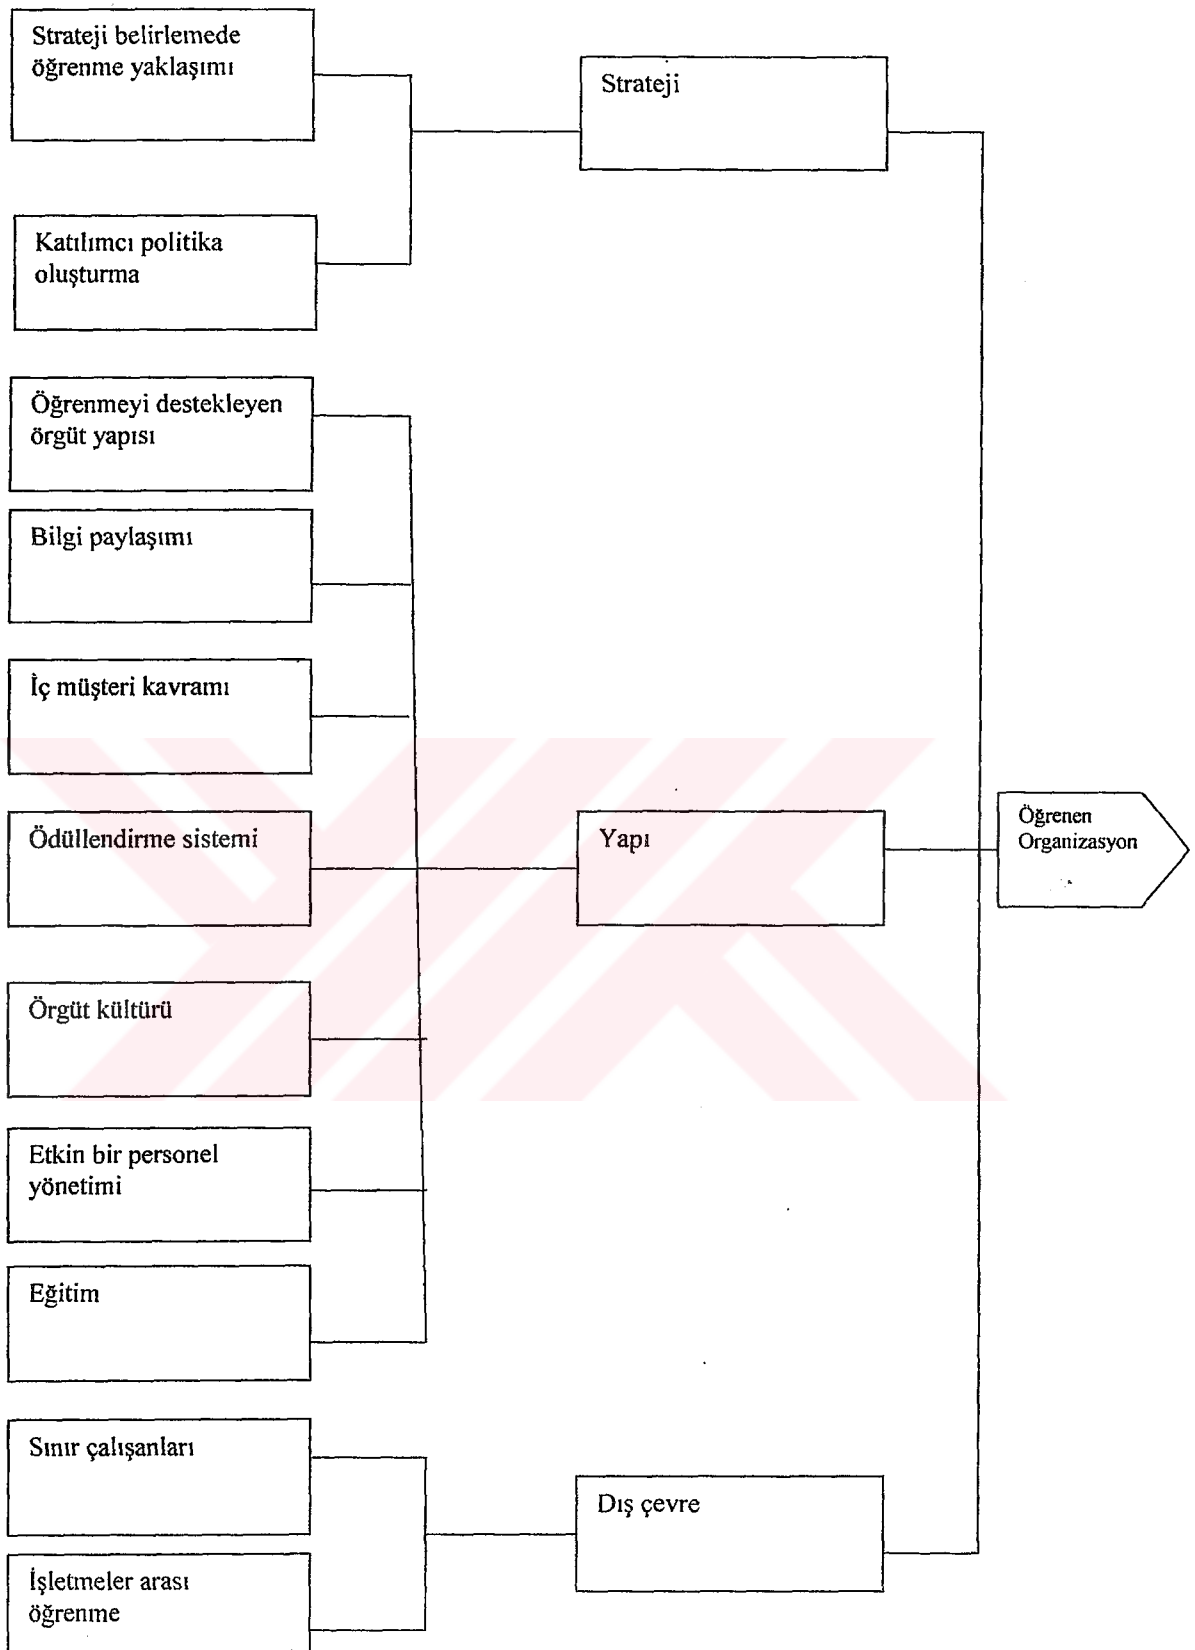 Strateji belirlemede
öğrenme yaklaşımı
Strateji
Katılımcı politika
oluşturma
Öğrenmeyi destekleyen
örgüt yapısı
Bilgi paylaşımı
İç müşteri kavramı
Ödüllendirme sistemi
Yapı
Öğrenen
Organizasyon
Örgüt kültürü
Etkin bir personel
yönetimi
Eğitim
Sınır çalışanları
Dış çevre
İşletmeler arası
öğrenme